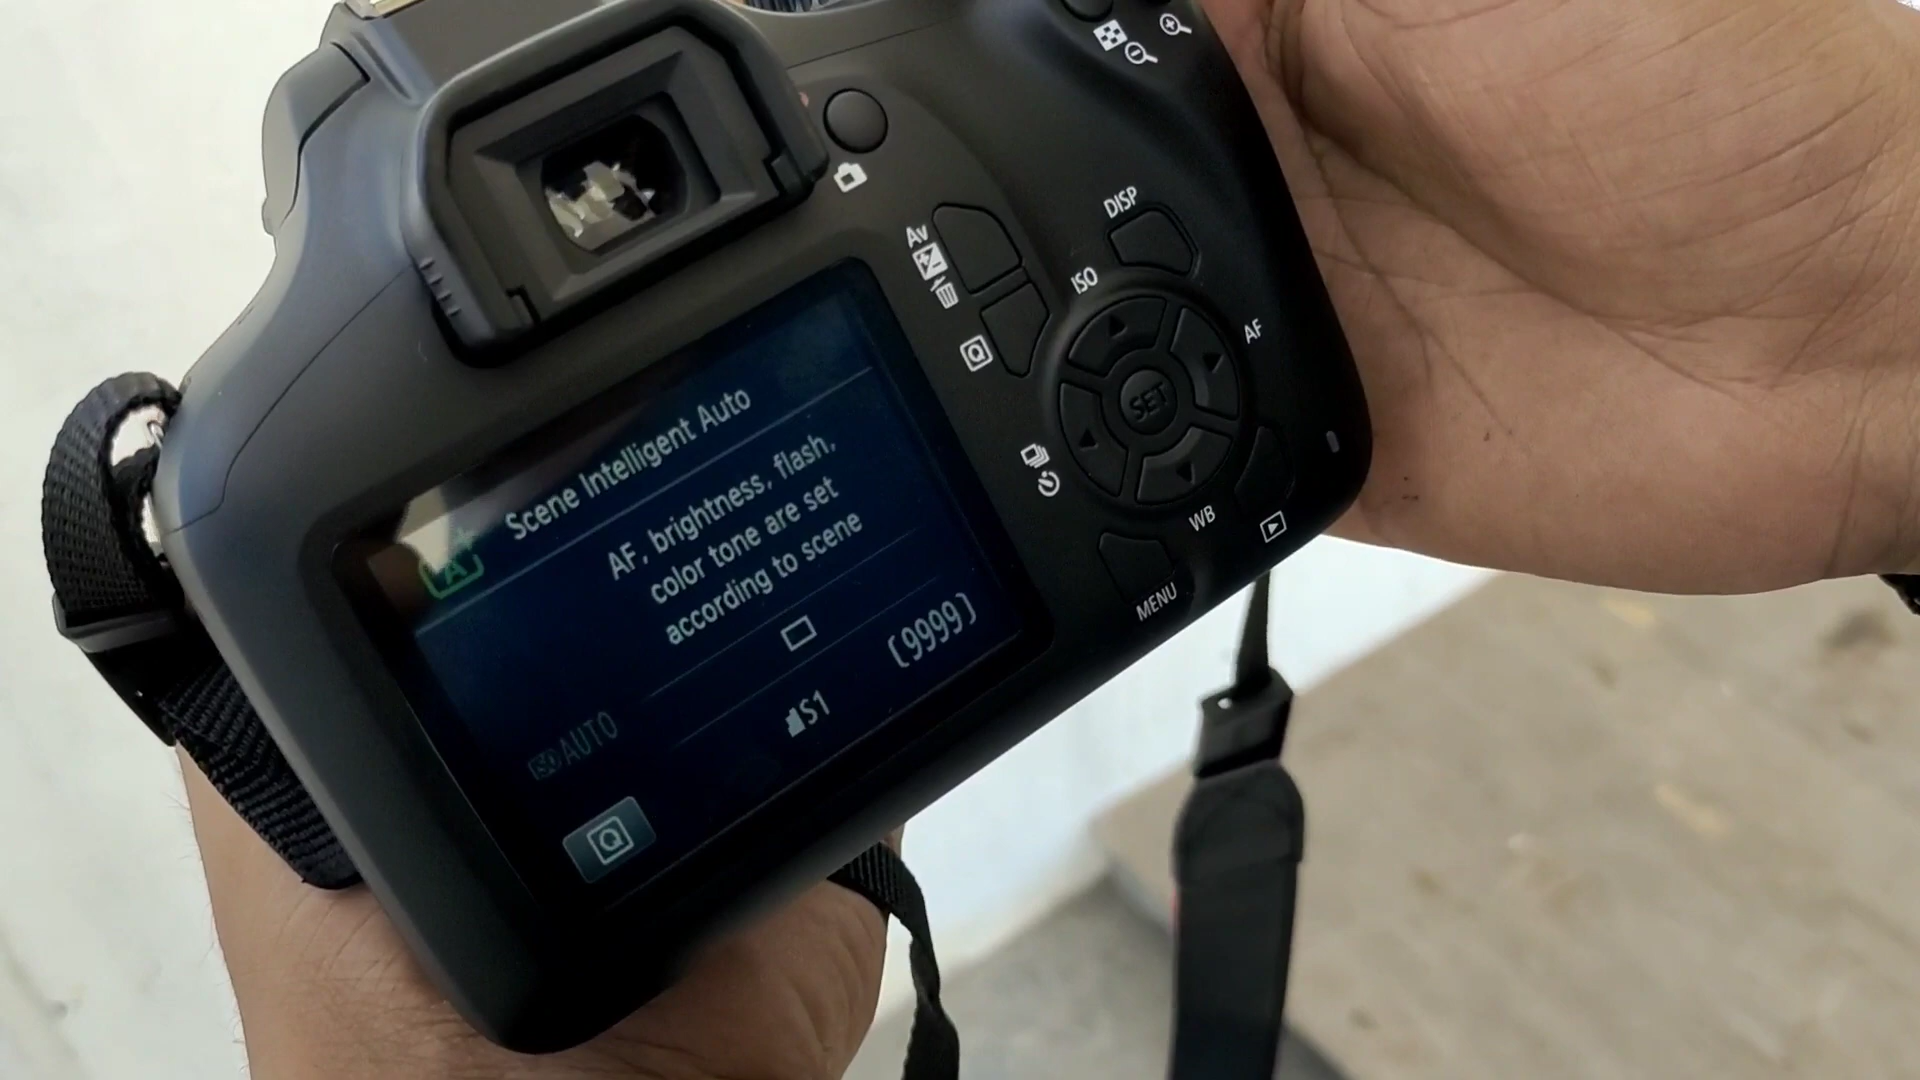 Scene Intelligent Auto
AF, brightness, flash,
color tone are set
according to scene
ISO AUTO
S1
[9999]
Q
A+
Av
Q
DISP
ISO
AF
SET
WB
MENU